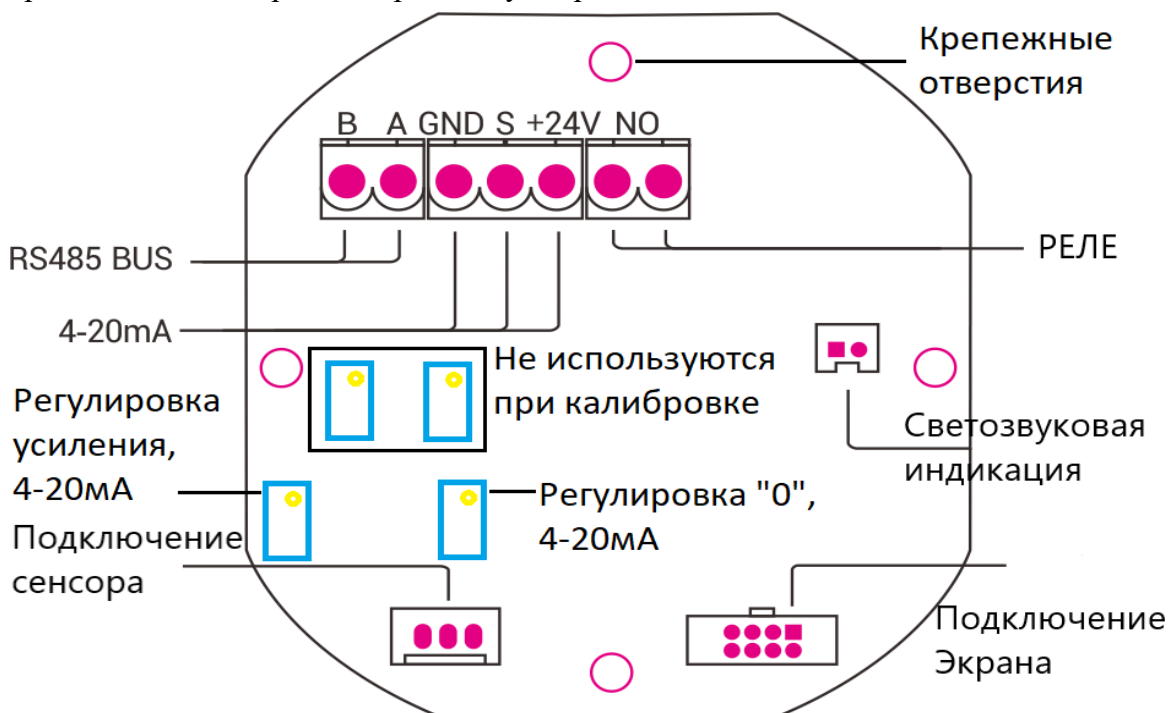 Крепежные
отверстия
B A GND S +24V NO
RS485 BUS
РЕЛЕ
4-20mA
Не используются
при калибровке
Регулировка
усиления,
4-20мА
Светозвуковая
индикация
Регулировка "0",
4-20мА
Подключение
сенсора
Подключение
Экрана